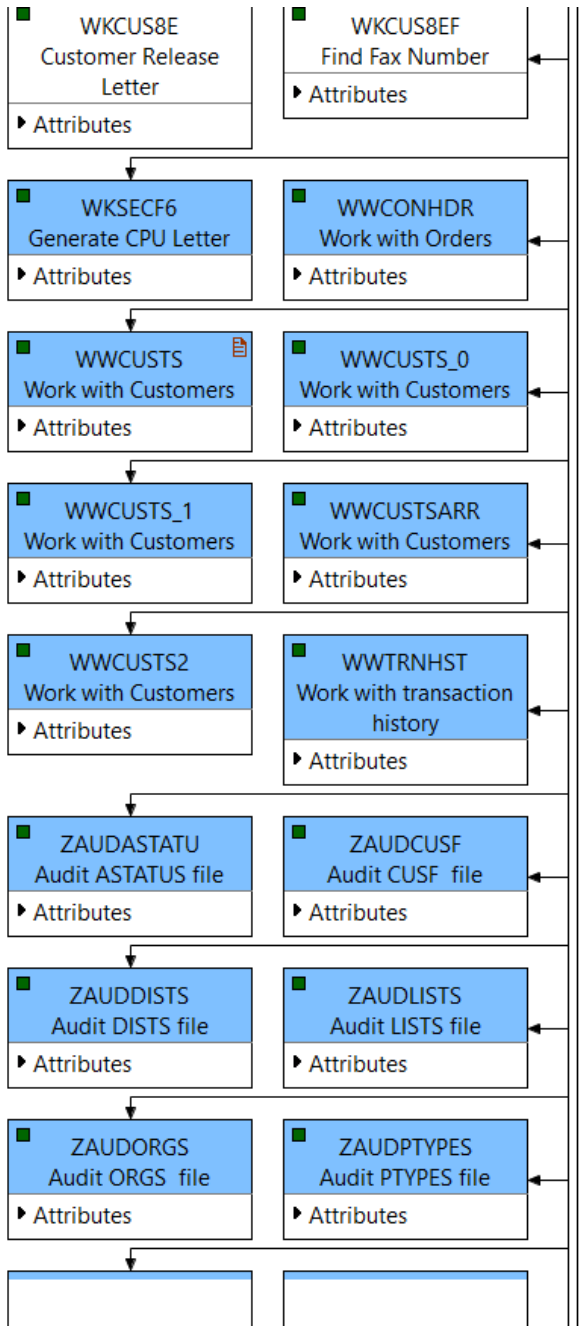 WKCUS8E
Customer Release
Letter
Attributes
WKCUS8EF
Find Fax Number
Attributes
WKSECF6
Generate CPU Letter
Attributes
WWCONHDR
Work with Orders
Attributes
WWCUSTS
Work with Customers
Attributes
WWCUSTS_0
Work with Customers
Attributes
WWCUSTS_1
Work with Customers
Attributes
WWCUSTSARR
Work with Customers
Attributes
WWCUSTS2
Work with Customers
Attributes
WWTRNHST
Work with transaction
history
Attributes
ZAUDASTATU
Audit ASTATUS file
Attributes
ZAUDCUSF
Audit CUSF  file
Attributes
ZAUDDISTS
Audit DISTS file
Attributes
ZAUDLISTS
Audit LISTS file
Attributes
ZAUDORGS
Audit ORGS  file
Attributes
ZAUDPTYPES
Audit PTYPES file
Attributes